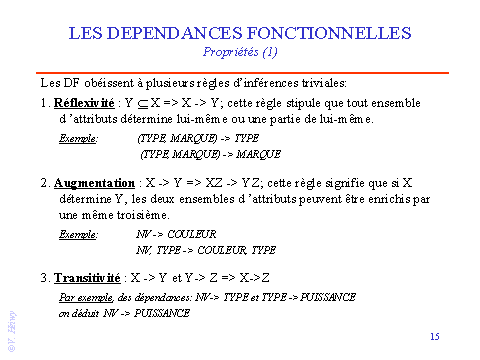 LES DEPENDANCES FONCTIONNELLES
Propriétés (1)
Les DF obéissent à plusieurs règles d'inférences triviales:
1. Réflexivité : Y ⊆ X => X -> Y; cette règle stipule que tout ensemble
d 'attributs détermine lui-même ou une partie de lui-même.
Exemple: (TYPE, MARQUE) -> TYPE
(TYPE, MARQUE) -> MARQUE
2. Augmentation : X -> Y => XZ -> YZ; cette règle signifie que si X
détermine Y, les deux ensembles d 'attributs peuvent être enrichis par
une même troisième.
Exemple: NV -> COULEUR
NV, TYPE -> COULEUR, TYPE
3. Transitivité : X -> Y et Y-> Z => X->Z
Par exemple, des dépendances: NV-> TYPE et TYPE ->PUISSANCE
on déduit NV -> PUISSANCE
15